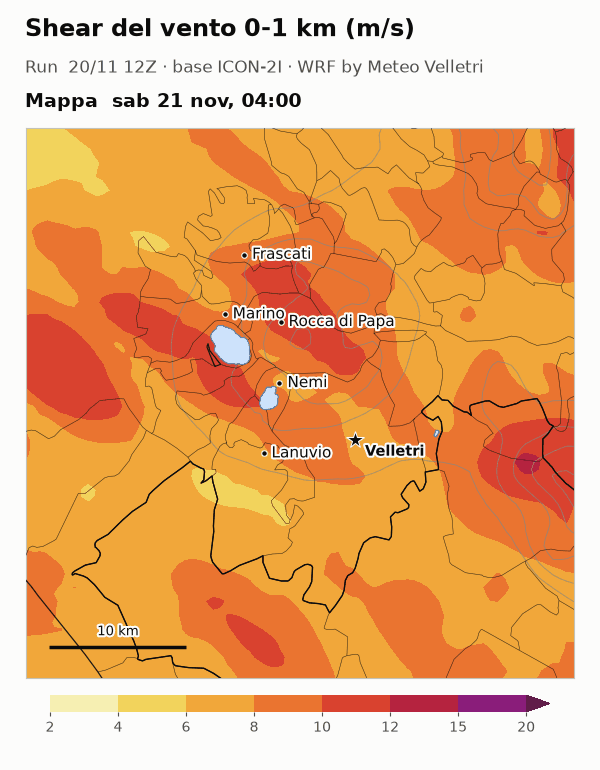 Shear del vento 0-1 km (m/s)
Run  20/11 12Z · base ICON-2I · WRF by Meteo Velletri
Mappa  sab 21 nov, 04:00
Frascati
Marino
Rocca di Papa
Nemi
Velletri
Lanuvio
10 km
2 4 6 8 10 12 15 20